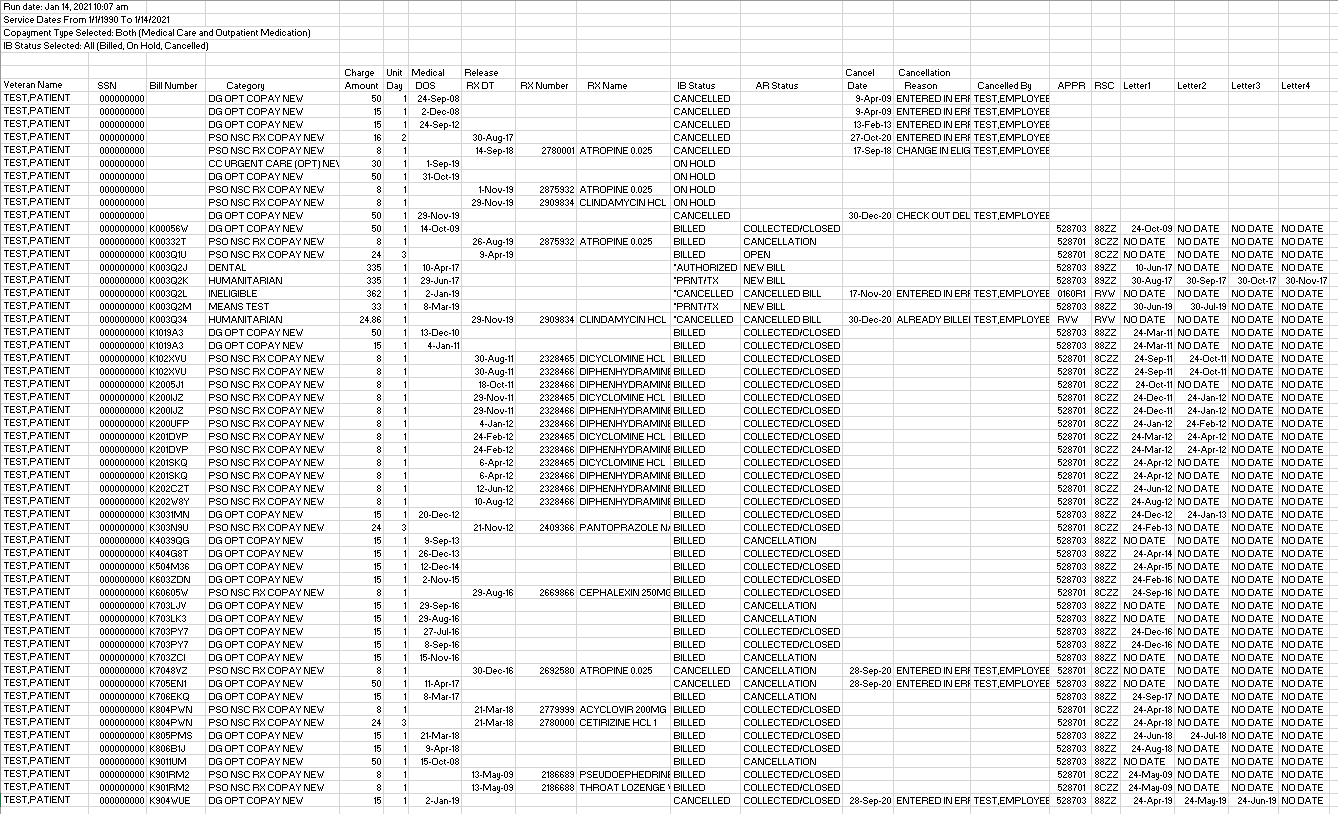 Run date: Jan 14, 2021 10:07 am
Service Dates From 1/1/1990 To 1/14/2021
Copayment Type Selected: Both (Medical Care and Outpatient Medication)
IB Status Selected: All (Billed, On Hold, Cancelled)
Charge Unit Medical Release Cancel Cancellation
Veteran Name SSN Bill Number Category Amount Day DOS RX DT RX Number RX Name IB Status AR Status Date Reason Cancelled By APPR RSC Letter1 Letter2 Letter3 Letter4
TEST,PATIENT 000000000 DG OPT COPAY NEW 50 1 24-Sep-08 CANCELLED 9-Apr-09 ENTERED IN ERF TEST,EMPLOYEE
TEST,PATIENT 000000000 DG OPT COPAY NEW 15 1 2-Dec-08 CANCELLED 9-Apr-09 ENTERED IN ERF TEST,EMPLOYEE
TEST,PATIENT 000000000 DG OPT COPAY NEW 15 1 24-Sep-12 CANCELLED 13-Feb-13 ENTERED IN ERF TEST,EMPLOYEE
TEST,PATIENT 000000000 PSO NSC RX COPAY NEW 16 2 30-Aug-17 CANCELLED 27-Oct-20 ENTERED IN ERF TEST,EMPLOYEE
TEST,PATIENT 000000000 PSO NSC RX COPAY NEW 8 1 14-Sep-18 2780001 ATROPINE 0.025 CANCELLED 17-Sep-18 CHANGE IN ELIG TEST,EMPLOYEE
TEST,PATIENT 000000000 CC URGENT CARE (OPT) NEW 30 1 1-Sep-19 ON HOLD
TEST,PATIENT 000000000 DG OPT COPAY NEW 50 1 31-Oct-19 ON HOLD
TEST,PATIENT 000000000 PSO NSC RX COPAY NEW 8 1 1-Nov-19 2875932 ATROPINE 0.025 ON HOLD
TEST,PATIENT 000000000 PSO NSC RX COPAY NEW 8 1 29-Nov-19 2909834 CLINDAMYCIN HCL ON HOLD
TEST,PATIENT 000000000 DG OPT COPAY NEW 50 1 29-Nov-19 CANCELLED 30-Dec-20 CHECK OUT DEL TEST,EMPLOYEE
TEST,PATIENT 000000000 K00056W DG OPT COPAY NEW 50 1 14-Oct-09 BILLED COLLECTED/CLOSED 528703 88ZZ 24-Oct-09 NO DATE NO DATE NO DATE
TEST,PATIENT 000000000 K00332T PSO NSC RX COPAY NEW 8 1 26-Aug-19 2875932 ATROPINE 0.025 BILLED CANCELLATION 528701 8CZZ NO DATE NO DATE NO DATE NO DATE
TEST,PATIENT 000000000 K003Q1U PSO NSC RX COPAY NEW 24 3 9-Apr-19 BILLED OPEN 528701 8CZZ NO DATE NO DATE NO DATE NO DATE
TEST,PATIENT 000000000 K003Q2J DENTAL 335 1 10-Apr-17 "AUTHORIZED NEW BILL 528703 89ZZ 10-Jun-17 NO DATE NO DATE NO DATE
TEST,PATIENT 000000000 K003Q2K HUMANITARIAN 335 1 29-Jun-17 "PRNT/TX NEW BILL 528703 89ZZ 30-Aug-17 30-Sep-17 30-Oct-17 30-Nov-17
TEST,PATIENT 000000000 K003Q2L INELIGIBLE 362 1 2-Jan-19 "CANCELLED CANCELLED BILL 17-Nov-20 ENTERED IN ERF TEST,EMPLOYEE 0160R1 RVW NO DATE NO DATE NO DATE NO DATE
TEST,PATIENT 000000000 K003Q2M MEANS TEST 33 1 8-Mar-19 "PRNT/TX NEW BILL 528703 88ZZ 30-Jun-19 30-Jul-19 NO DATE NO DATE
TEST,PATIENT 000000000 K003Q34 HUMANITARIAN 24.86 1 29-Nov-19 2909834 CLINDAMYCIN HCL "CANCELLED CANCELLED BILL 30-Dec-20 ALREADY BILLE TEST,EMPLOYEE RVW RVW NO DATE NO DATE NO DATE NO DATE
TEST,PATIENT 000000000 K1019A3 DG OPT COPAY NEW 50 1 13-Dec-10 BILLED COLLECTED/CLOSED 528703 88ZZ 24-Mar-11 NO DATE NO DATE NO DATE
TEST,PATIENT 000000000 K1019A3 DG OPT COPAY NEW 15 1 4-Jan-11 BILLED COLLECTED/CLOSED 528703 88ZZ 24-Mar-11 NO DATE NO DATE NO DATE
TEST,PATIENT 000000000 K102XVU PSO NSC RX COPAY NEW 8 1 30-Aug-11 2328465 DICYCLOMINE HCL BILLED COLLECTED/CLOSED 528701 8CZZ 24-Sep-11 24-Oct-11 NO DATE NO DATE
TEST,PATIENT 000000000 K102XVU PSO NSC RX COPAY NEW 8 1 30-Aug-11 2328466 DIPHENHYDRAMINE BILLED COLLECTED/CLOSED 528701 8CZZ 24-Sep-11 24-Oct-11 NO DATE NO DATE
TEST,PATIENT 000000000 K2005J1 PSO NSC RX COPAY NEW 8 1 18-Oct-11 2328466 DIPHENHYDRAMINE BILLED COLLECTED/CLOSED 528701 8CZZ 24-Oct-11 NO DATE NO DATE NO DATE
TEST,PATIENT 000000000 K200IJZ PSO NSC RX COPAY NEW 8 1 29-Nov-11 2328465 DICYCLOMINE HCL BILLED COLLECTED/CLOSED 528701 8CZZ 24-Dec-11 24-Jan-12 NO DATE NO DATE
TEST,PATIENT 000000000 K200IJZ PSO NSC RX COPAY NEW 8 1 29-Nov-11 2328466 DIPHENHYDRAMINE BILLED COLLECTED/CLOSED 528701 8CZZ 24-Dec-11 24-Jan-12 NO DATE NO DATE
TEST,PATIENT 000000000 K200UFP PSO NSC RX COPAY NEW 8 1 4-Jan-12 2328466 DIPHENHYDRAMINE BILLED COLLECTED/CLOSED 528701 8CZZ 24-Jan-12 24-Feb-12 NO DATE NO DATE
TEST,PATIENT 000000000 K201DVP PSO NSC RX COPAY NEW 8 1 24-Feb-12 2328465 DICYCLOMINE HCL BILLED COLLECTED/CLOSED 528701 8CZZ 24-Mar-12 24-Apr-12 NO DATE NO DATE
TEST,PATIENT 000000000 K201DVP PSO NSC RX COPAY NEW 8 1 24-Feb-12 2328466 DIPHENHYDRAMINE BILLED COLLECTED/CLOSED 528701 8CZZ 24-Mar-12 24-Apr-12 NO DATE NO DATE
TEST,PATIENT 000000000 K201SKQ PSO NSC RX COPAY NEW 8 1 6-Apr-12 2328465 DICYCLOMINE HCL BILLED COLLECTED/CLOSED 528701 8CZZ 24-Apr-12 NO DATE NO DATE NO DATE
TEST,PATIENT 000000000 K201SKQ PSO NSC RX COPAY NEW 8 1 6-Apr-12 2328466 DIPHENHYDRAMINE BILLED COLLECTED/CLOSED 528701 8CZZ 24-Apr-12 NO DATE NO DATE NO DATE
TEST,PATIENT 000000000 K202CZT PSO NSC RX COPAY NEW 8 1 12-Jun-12 2328466 DIPHENHYDRAMINE BILLED COLLECTED/CLOSED 528701 8CZZ 24-Jun-12 NO DATE NO DATE NO DATE
TEST,PATIENT 000000000 K202W8Y PSO NSC RX COPAY NEW 8 1 10-Aug-12 2328466 DIPHENHYDRAMINE BILLED COLLECTED/CLOSED 528701 8CZZ 24-Aug-12 NO DATE NO DATE NO DATE
TEST,PATIENT 000000000 K3031MN DG OPT COPAY NEW 15 1 20-Dec-12 BILLED COLLECTED/CLOSED 528703 88ZZ 24-Dec-12 24-Jan-13 NO DATE NO DATE
TEST,PATIENT 000000000 K303N9U PSO NSC RX COPAY NEW 24 3 21-Nov-12 2409366 PANTOPRAZOLE NA BILLED COLLECTED/CLOSED 528701 8CZZ 24-Feb-13 NO DATE NO DATE NO DATE
TEST,PATIENT 000000000 K4039QG DG OPT COPAY NEW 15 1 9-Sep-13 BILLED CANCELLATION 528703 88ZZ NO DATE NO DATE NO DATE NO DATE
TEST,PATIENT 000000000 K404G8T DG OPT COPAY NEW 15 1 26-Dec-13 BILLED COLLECTED/CLOSED 528703 88ZZ 24-Apr-14 NO DATE NO DATE NO DATE
TEST,PATIENT 000000000 K504M36 DG OPT COPAY NEW 15 1 12-Dec-14 BILLED COLLECTED/CLOSED 528703 88ZZ 24-Apr-15 NO DATE NO DATE NO DATE
TEST,PATIENT 000000000 K603ZDN DG OPT COPAY NEW 15 1 2-Nov-15 BILLED COLLECTED/CLOSED 528703 88ZZ 24-Feb-16 NO DATE NO DATE NO DATE
TEST,PATIENT 000000000 K60605W PSO NSC RX COPAY NEW 8 1 29-Aug-16 2669866 CEPHALEXIN 250MG BILLED COLLECTED/CLOSED 528701 8CZZ 24-Sep-16 NO DATE NO DATE NO DATE
TEST,PATIENT 000000000 K703LJV DG OPT COPAY NEW 15 1 29-Sep-16 BILLED CANCELLATION 528703 88ZZ NO DATE NO DATE NO DATE NO DATE
TEST,PATIENT 000000000 K703LK3 DG OPT COPAY NEW 15 1 29-Aug-16 BILLED CANCELLATION 528703 88ZZ NO DATE NO DATE NO DATE NO DATE
TEST,PATIENT 000000000 K703PY7 DG OPT COPAY NEW 15 1 27-Jul-16 BILLED COLLECTED/CLOSED 528703 88ZZ 24-Dec-16 NO DATE NO DATE NO DATE
TEST,PATIENT 000000000 K703PY7 DG OPT COPAY NEW 15 1 8-Sep-16 BILLED COLLECTED/CLOSED 528703 88ZZ 24-Dec-16 NO DATE NO DATE NO DATE
TEST,PATIENT 000000000 K703ZCI DG OPT COPAY NEW 15 1 15-Nov-16 BILLED CANCELLATION 528703 88ZZ NO DATE NO DATE NO DATE NO DATE
TEST,PATIENT 000000000 K7048VZ PSO NSC RX COPAY NEW 8 1 30-Dec-16 2692580 ATROPINE 0.025 CANCELLED CANCELLATION 28-Sep-20 ENTERED IN ERF TEST,EMPLOYEE 528701 8CZZ NO DATE NO DATE NO DATE NO DATE
TEST,PATIENT 000000000 K705EN1 DG OPT COPAY NEW 50 1 11-Apr-17 CANCELLED CANCELLATION 28-Sep-20 ENTERED IN ERF TEST,EMPLOYEE 528703 88ZZ NO DATE NO DATE NO DATE NO DATE
TEST,PATIENT 000000000 K706EKQ DG OPT COPAY NEW 15 1 8-Mar-17 BILLED CANCELLATION 528703 88ZZ 24-Sep-17 NO DATE NO DATE NO DATE
TEST,PATIENT 000000000 K804PWN PSO NSC RX COPAY NEW 8 1 21-Mar-18 2779999 ACYCLOVIR 200MG BILLED COLLECTED/CLOSED 528701 8CZZ 24-Apr-18 NO DATE NO DATE NO DATE
TEST,PATIENT 000000000 K804PWN PSO NSC RX COPAY NEW 24 3 21-Mar-18 2780000 CETIRIZINE HCL 1 BILLED COLLECTED/CLOSED 528701 8CZZ 24-Apr-18 NO DATE NO DATE NO DATE
TEST,PATIENT 000000000 K805PMS DG OPT COPAY NEW 15 1 21-Mar-18 BILLED COLLECTED/CLOSED 528703 88ZZ 24-Jun-18 24-Jul-18 NO DATE NO DATE
TEST,PATIENT 000000000 K806B1J DG OPT COPAY NEW 15 1 9-Apr-18 BILLED COLLECTED/CLOSED 528703 88ZZ 24-Aug-18 NO DATE NO DATE NO DATE
TEST,PATIENT 000000000 K9011UM DG OPT COPAY NEW 50 1 15-Oct-08 BILLED CANCELLATION 528703 88ZZ NO DATE NO DATE NO DATE NO DATE
TEST,PATIENT 000000000 K901RM2 PSO NSC RX COPAY NEW 8 1 13-May-09 2186689 PSEUDOEPHEDRINE BILLED COLLECTED/CLOSED 528701 8CZZ 24-May-09 NO DATE NO DATE NO DATE
TEST,PATIENT 000000000 K901RM2 PSO NSC RX COPAY NEW 8 1 13-May-09 2186688 THROAT LOZENGE BILLED COLLECTED/CLOSED 528701 8CZZ 24-May-09 NO DATE NO DATE NO DATE
TEST,PATIENT 000000000 K904WUE DG OPT COPAY NEW 15 1 2-Jan-19 CANCELLED COLLECTED/CLOSED 28-Sep-20 ENTERED IN ERF TEST,EMPLOYEE 528703 88ZZ 24-Apr-19 24-May-19 24-Jun-19 NO DATE